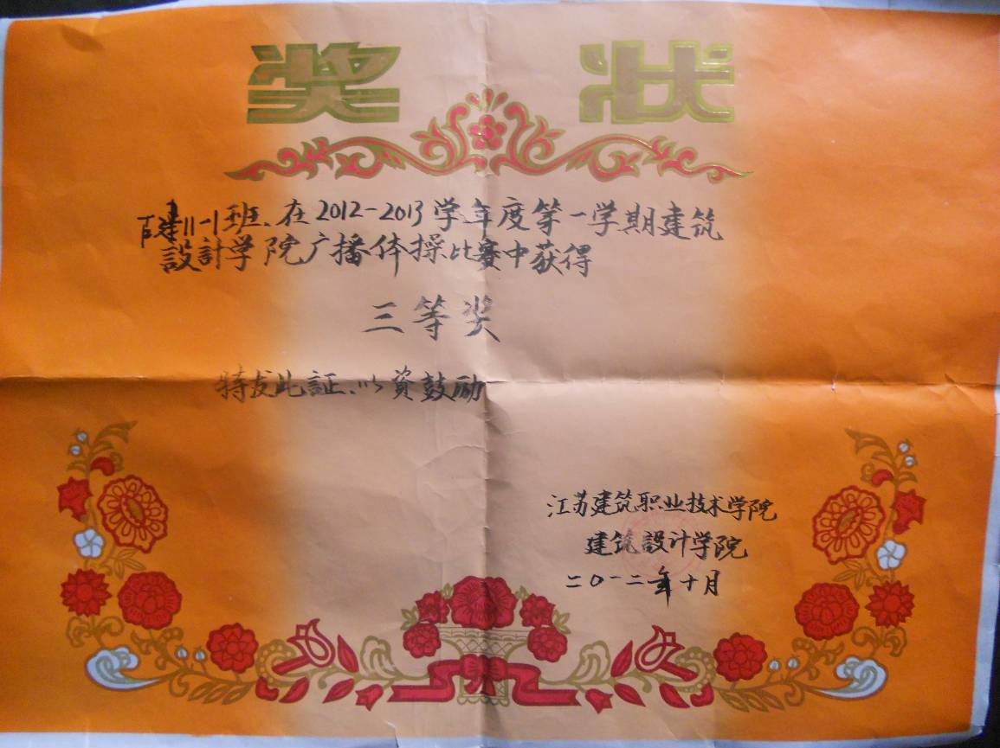 奖状
建11-1班、在2012-2013学年度第一学期建筑
設計学院广播体操比赛中获得
三等奖
特发此証、以資鼓励
江苏建筑职业技术学院
建筑設计学院
二〇一二年十月